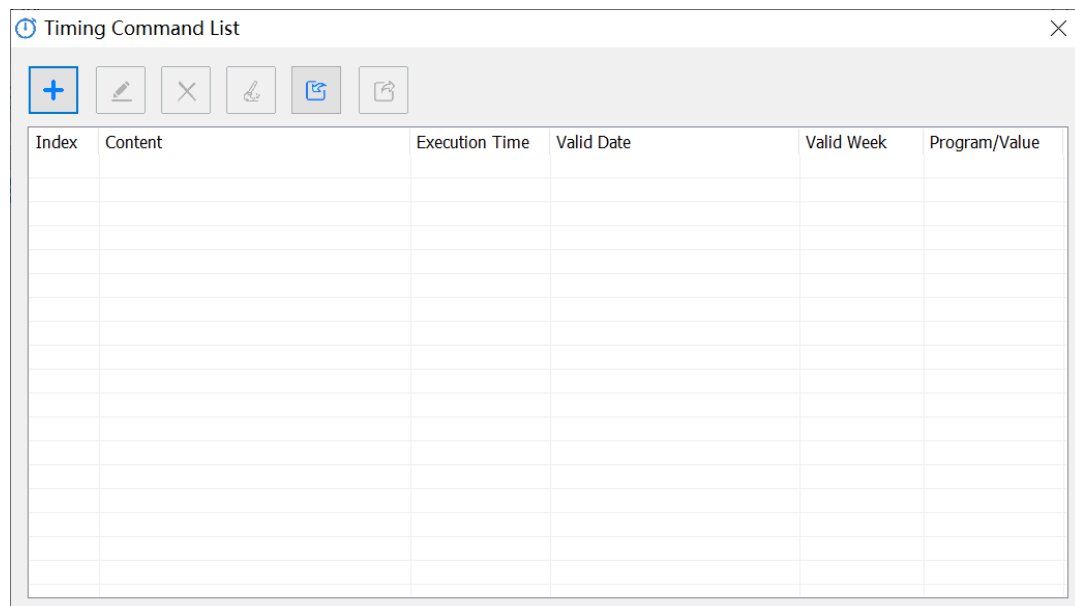 Timing Command List
Index Content Execution Time Valid Date Valid Week Program/Value